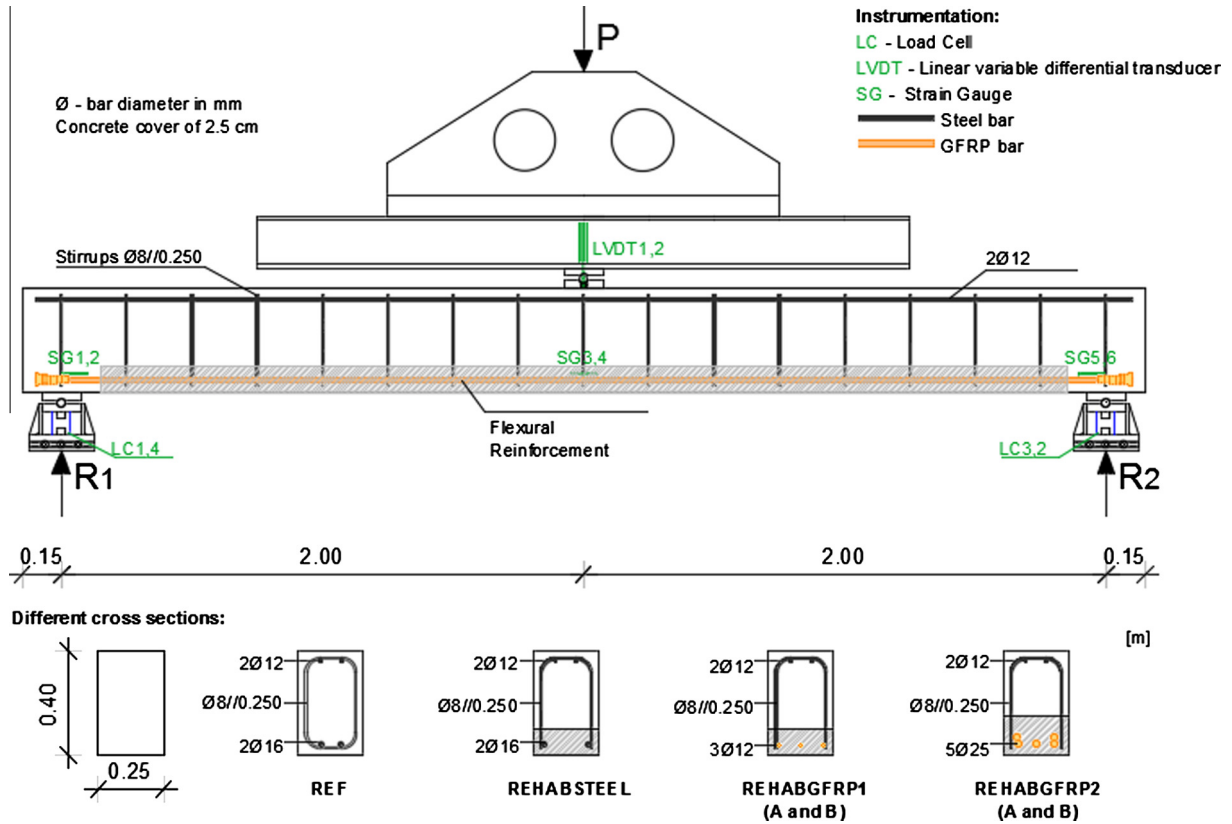 P
Instrumentation:
LC - Load Cell
LVDT - Linear variable differential transducer
SG - Strain Gauge
Steel bar
GFRP bar
Ø - bar diameter in mm
Concrete cover of 2.5 cm
LVDT1,2
Stirrups Ø8//0.250
2Ø12
SG1,2
SG3,4
SG5,6
Flexural
Reinforcement
LC1,4
LC3,2
R1
R2
0.15
2.00
2.00
0.15
Different cross sections:
[m]
0.40
0.25
2Ø12
Ø8//0.250
2Ø16
REF
2Ø12
Ø8//0.250
2Ø16
REHABSTEEL
2Ø12
Ø8//0.250
3Ø12
REHABGFRP1
(A and B)
2Ø12
Ø8//0.250
5Ø25
REHABGFRP2
(A and B)